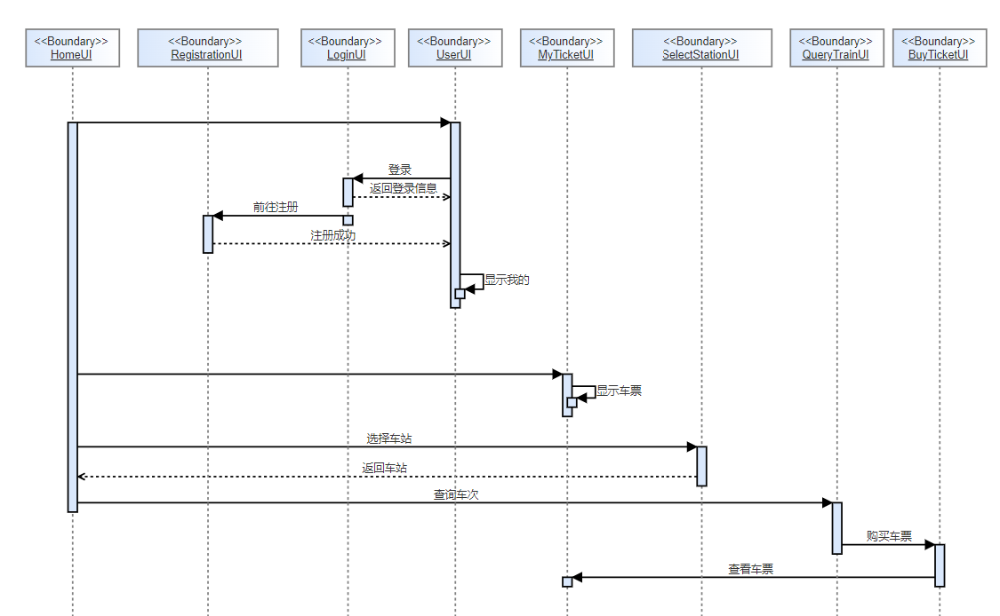 <<Boundary>>
HomeUI
<<Boundary>>
RegistrationUI
<<Boundary>>
LoginUI
<<Boundary>>
UserUI
<<Boundary>>
MyTicketUI
<<Boundary>>
SelectStationUI
<<Boundary>>
QueryTrainUI
<<Boundary>>
BuyTicketUI
登录
返回登录信息
前往注册
注册成功
显示我的
显示车票
选择车站
返回车站
查询车次
购买车票
查看车票